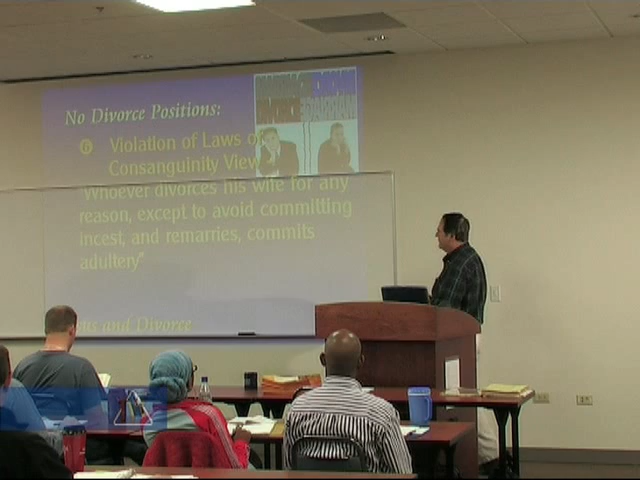 No Divorce Positions:
6 Violation of Laws of
Consanguinity View
"Whoever divorces his wife for any
reason, except to avoid committing
incest, and remarries, commits
adultery"
and Divorce